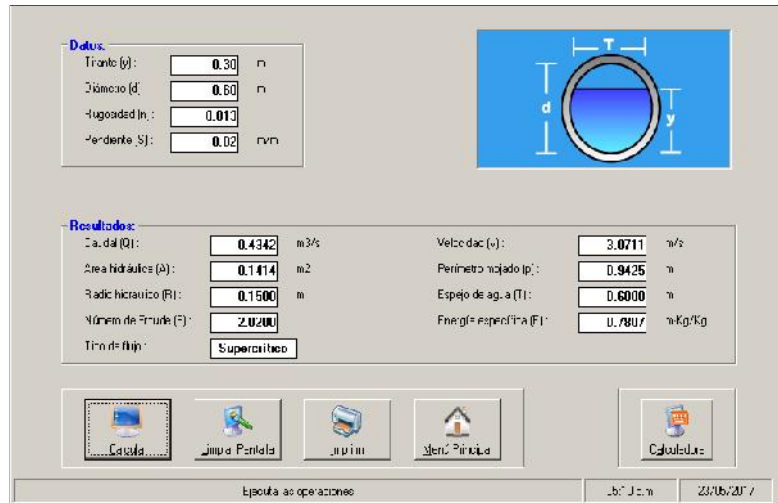 Datos:
Tirante (y) : 0.30 m
Diámetro (d) 0.60 m
Rugosidad (n) : 0.013
Pendiente (S) : 0.02 m/m
T
d
y
Resultados:
Caudal (Q) : 0.4342 m3/s
Velocidad (v) : 3.0711 m/s
Area hidráulica (A) : 0.1414 m2
Perímetro mojado (p) : 0.9425 m
Radio hidráulico (R) : 0.1500 m
Espejo de agua (T) : 0.6000 m
Número de Froude (F) : 2.0200
Energía específica (E) : 0.7807 m-Kg/Kg
Tipo de flujo : Supercrítico
Calcula
Limpia Pantalla
Imprimir
Menú Principal
Calculadora
Ejecuta las operaciones
23/05/2017